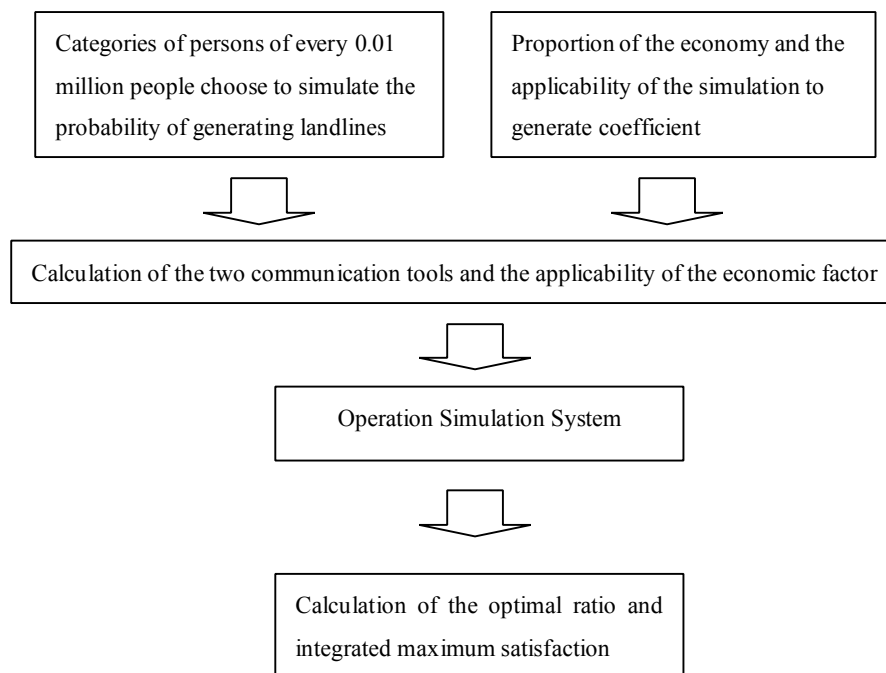 Categories of persons of every 0.01
million people choose to simulate the
probability of generating landlines
Proportion of the economy and the
applicability of the simulation to
generate coefficient
Calculation of the two communication tools and the applicability of the economic factor
Operation Simulation System
Calculation of the optimal ratio and
integrated maximum satisfaction